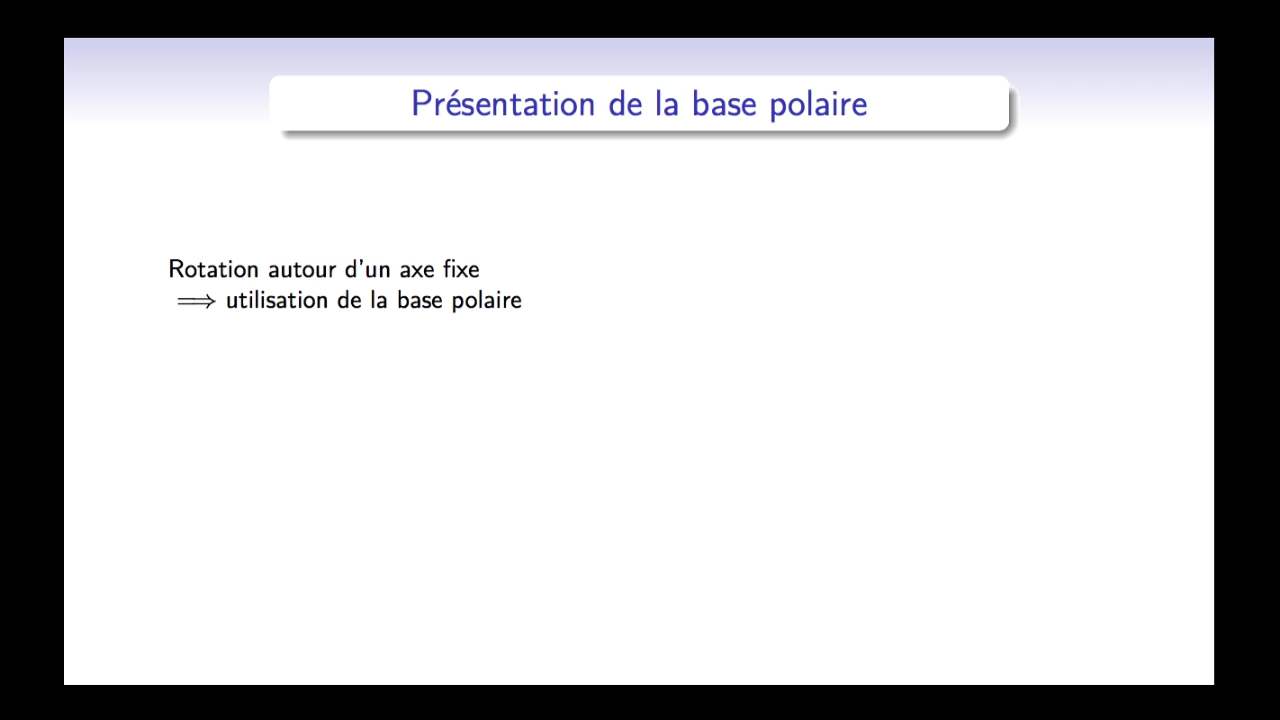 Présentation de la base polaire
Rotation autour d'un axe fixe
⟹ utilisation de la base polaire